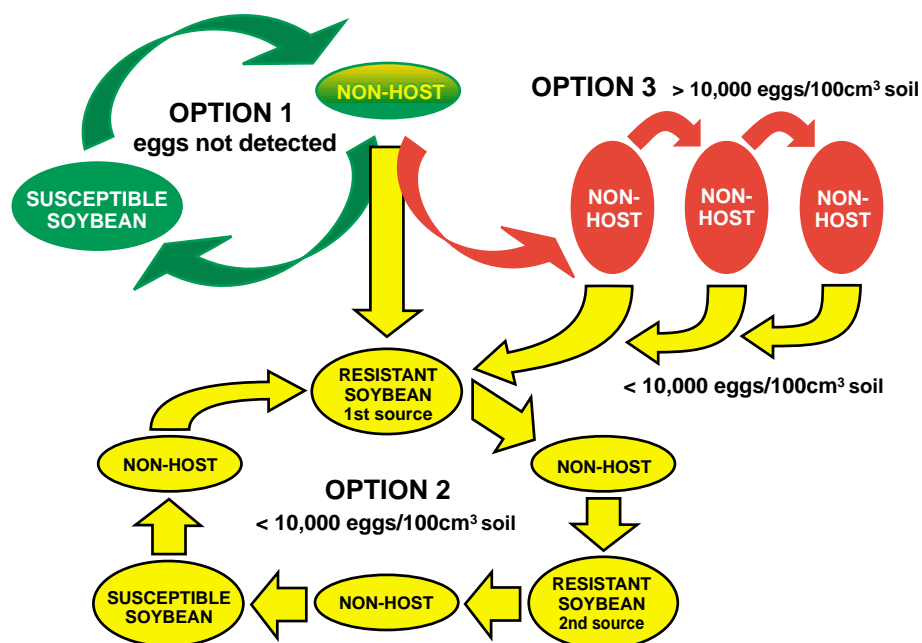 NON-HOST
OPTION 1
eggs not detected
SUSCEPTIBLE
SOYBEAN
OPTION 3 > 10,000 eggs/100cm³ soil
NON-
HOST
NON-
HOST
NON-
HOST
< 10,000 eggs/100cm³ soil
RESISTANT
SOYBEAN
1st source
NON-HOST
NON-HOST
OPTION 2
< 10,000 eggs/100cm³ soil
SUSCEPTIBLE
SOYBEAN
NON-HOST
RESISTANT
SOYBEAN
2nd source